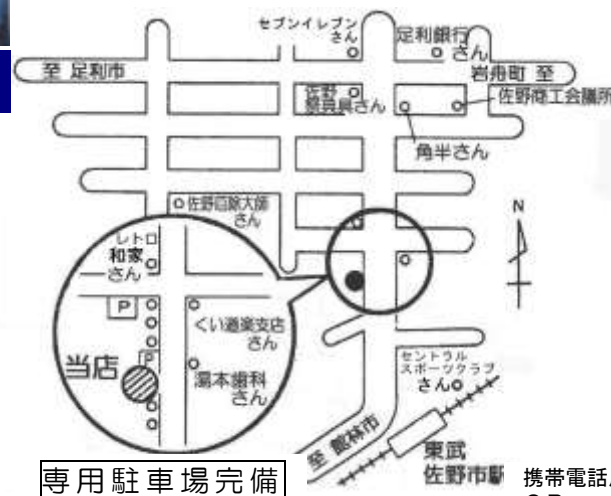 セブンイレブン
さん
足利銀行
さん
至 足利市
岩舟町 至
佐野
祭典具さん
佐野商工会議所
角半さん
佐野厄除大師
さん
N
レトロ
和家
さん
P
くい道楽支店
さん
P
当店
湯本歯科
さん
セントラル
スポーツクラブ
さん
至 館林市
東武
佐野市駅
専用駐車場完備
携帯電話